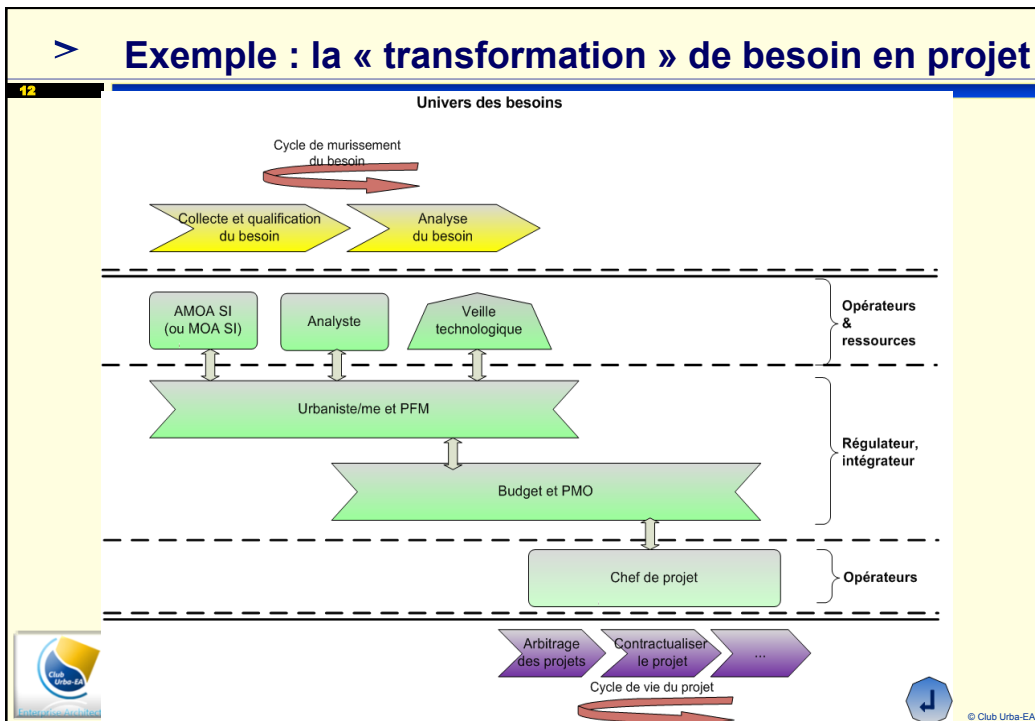 > Exemple : la « transformation » de besoin en projet
12
Univers des besoins
Cycle de murissement
du besoin
Collecte et qualification
du besoin
Analyse
du besoin
AMOA SI
(ou MOA SI)
Analyste
Veille
technologique
Opérateurs
&
ressources
Urbaniste/me et PFM
Régulateur,
intégrateur
Budget et PMO
Chef de projet
Opérateurs
Arbitrage
des projets
Contractualiser
le projet
...
Cycle de vie du projet
Club
Urba-EA
Enterprise Architect
© Club Urba-EA